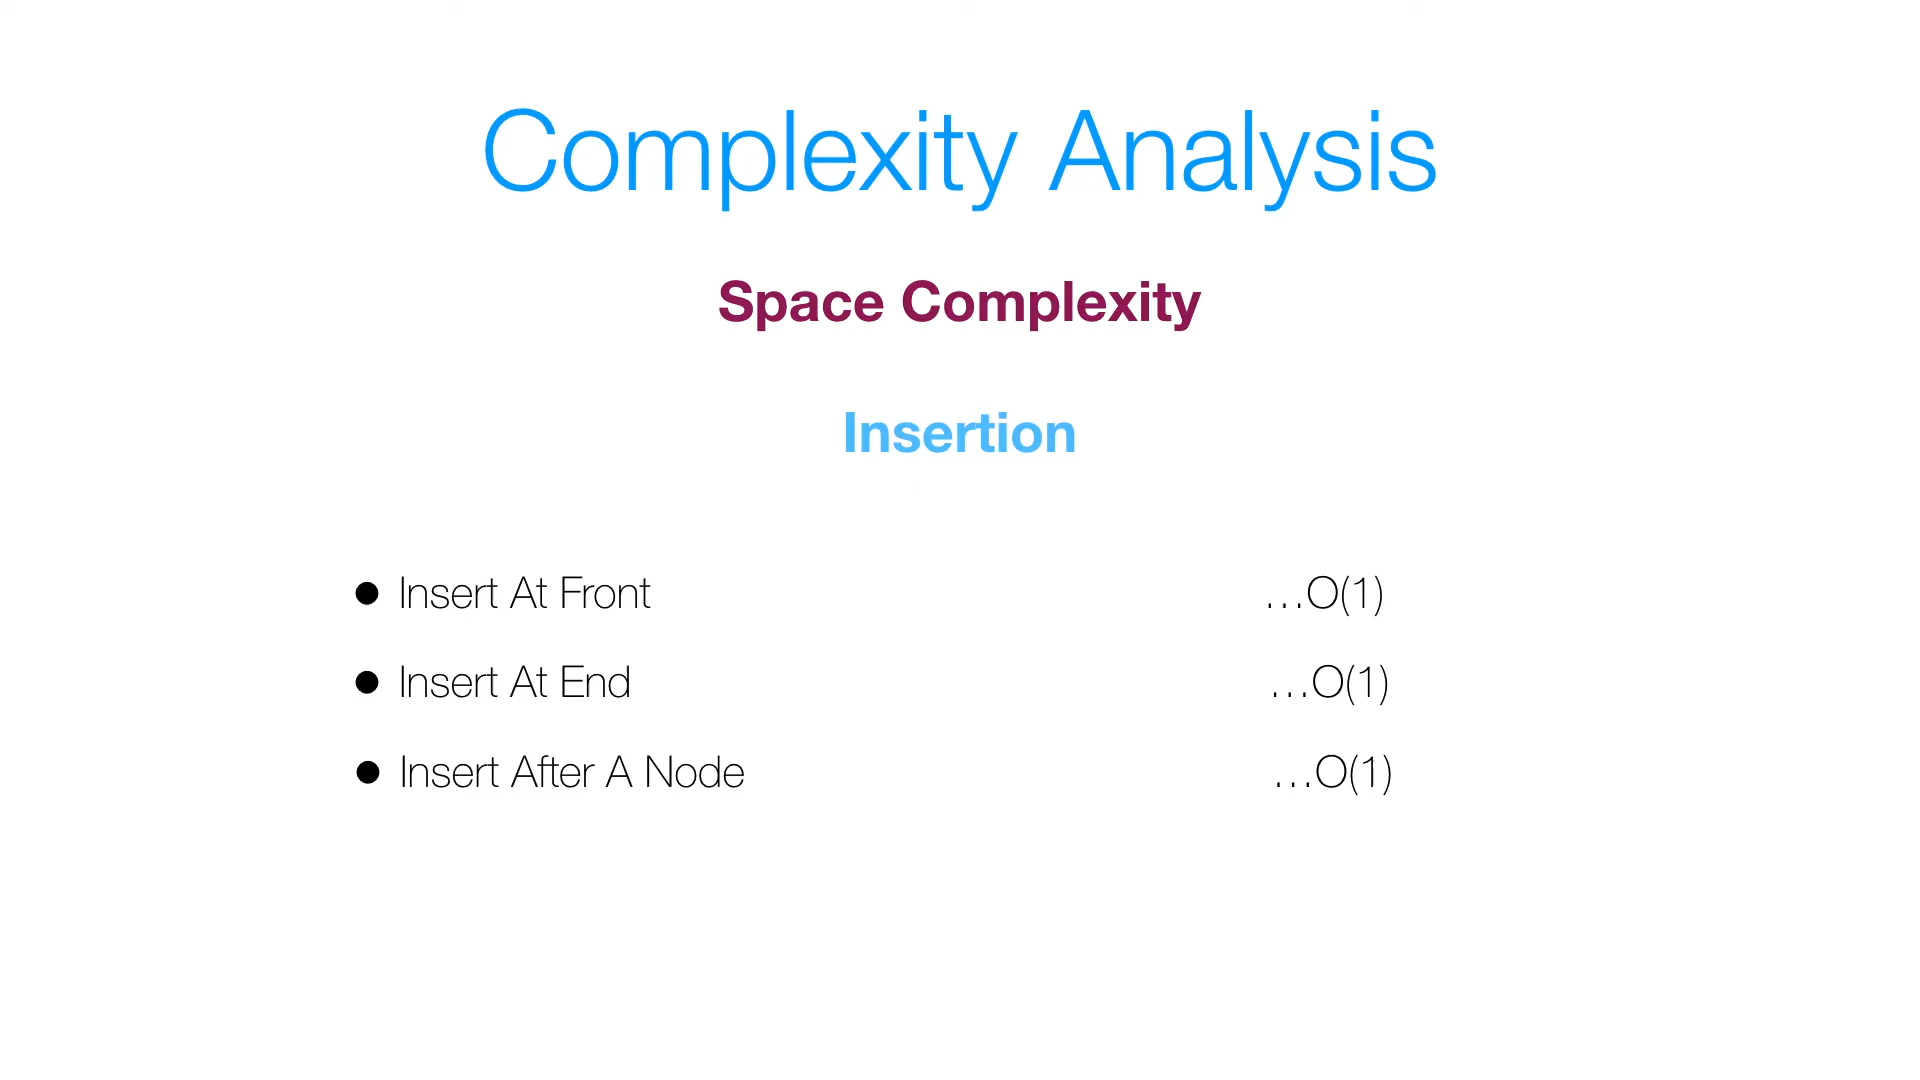 Complexity Analysis
Space Complexity
Insertion
● Insert At Front …O(1)
● Insert At End …O(1)
● Insert After A Node …O(1)